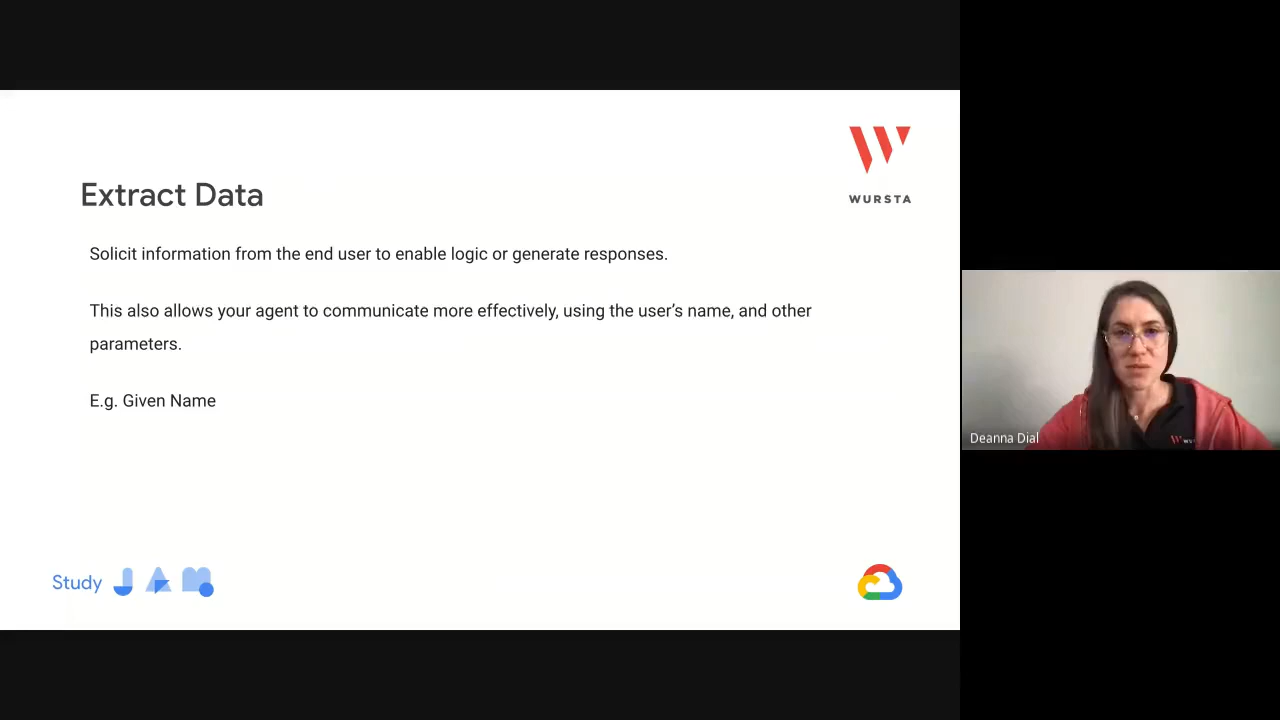 WURSTA
Extract Data
Solicit information from the end user to enable logic or generate responses.
This also allows your agent to communicate more effectively, using the user’s name, and other
parameters.
E.g. Given Name
Study JAM
Deanna Dial